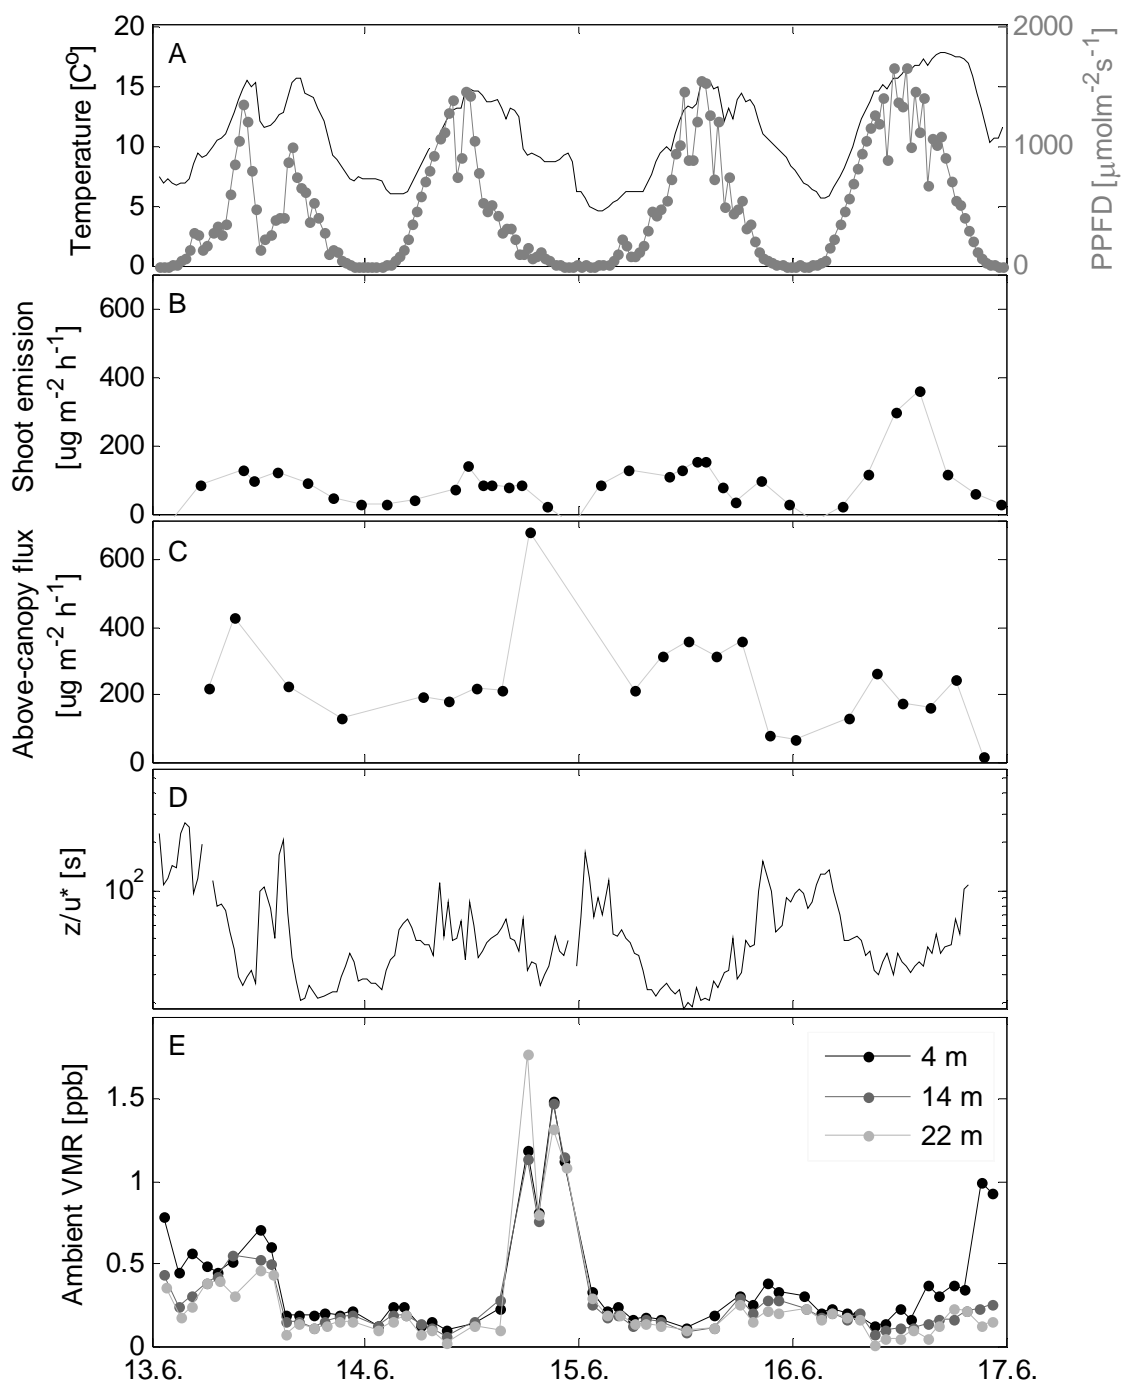 A
20
15
10
5
0
Temperature [C⁰]
2000
1000
0
PPFD [μmolm⁻²s⁻¹]
B
600
400
200
0
Shoot emission
[ug m⁻² h⁻¹]
C
600
400
200
0
Above-canopy flux
[ug m⁻² h⁻¹]
D
10²
z/u* [s]
E
1.5
1
0.5
0
Ambient VMR [ppb]
4 m
14 m
22 m
13.6. 14.6. 15.6. 16.6. 17.6.